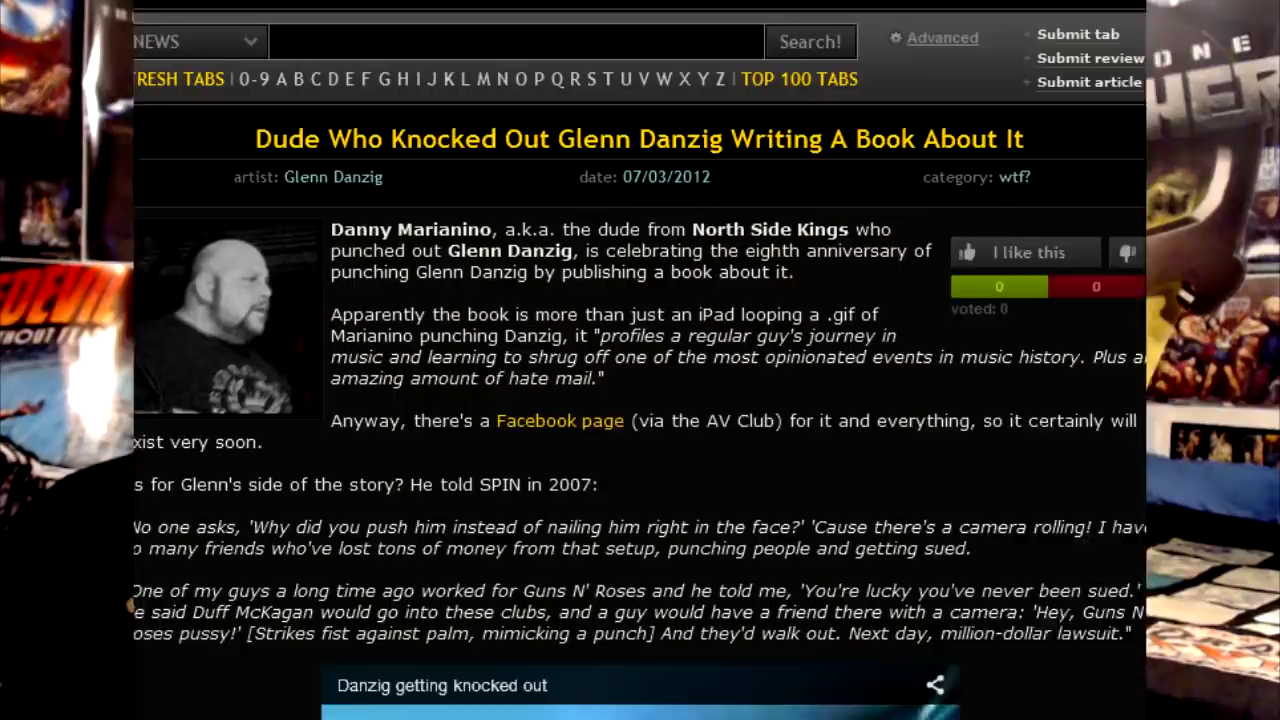 NEWS
Search!
Advanced
Submit tab
Submit review
Submit article
RESH TABS | 0-9 A B C D E F G H I J K L M N O P Q R S T U V W X Y Z | TOP 100 TABS
ONE
HER
Dude Who Knocked Out Glenn Danzig Writing A Book About It
artist: Glenn Danzig date: 07/03/2012 category: wtf?
Danny Marianino, a.k.a. the dude from North Side Kings who
punched out Glenn Danzig, is celebrating the eighth anniversary of
punching Glenn Danzig by publishing a book about it.
I like this
0 0
voted: 0
Apparently the book is more than just an iPad looping a .gif of
Marianino punching Danzig, it "profiles a regular guy's journey in
music and learning to shrug off one of the most opinionated events in music history. Plus a
amazing amount of hate mail."
EDEVIL
HOUT FEAR
Anyway, there's a Facebook page (via the AV Club) for it and everything, so it certainly will
xist very soon.
s for Glenn's side of the story? He told SPIN in 2007:
No one asks, 'Why did you push him instead of nailing him right in the face?' 'Cause there's a camera rolling! I have
o many friends who've lost tons of money from that setup, punching people and getting sued.
One of my guys a long time ago worked for Guns N' Roses and he told me, 'You're lucky you've never been sued.'
e said Duff McKagan would go into these clubs, and a guy would have a friend there with a camera: 'Hey, Guns N
oses pussy!' [Strikes fist against palm, mimicking a punch] And they'd walk out. Next day, million-dollar lawsuit."
Danzig getting knocked out